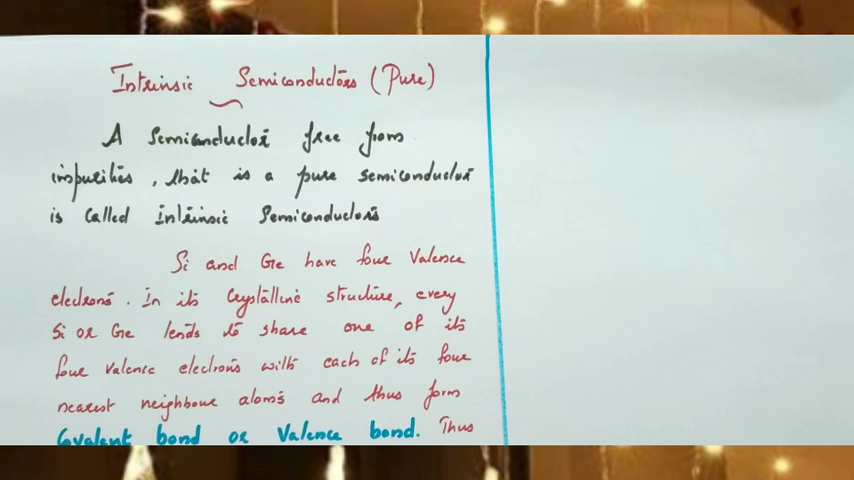 Intrinsic Semiconductors (Pure)
A Semiconductor free from
impurities, that is a pure semiconductor
is called Intrinsic Semiconductors
Si and Ge have four Valence
electrons. In its Crystalline structure, every
Si or Ge tends to share one of its
four valence electrons with each of its four
nearest neighbour atoms and thus form
Covalent bond or Valence bond. Thus